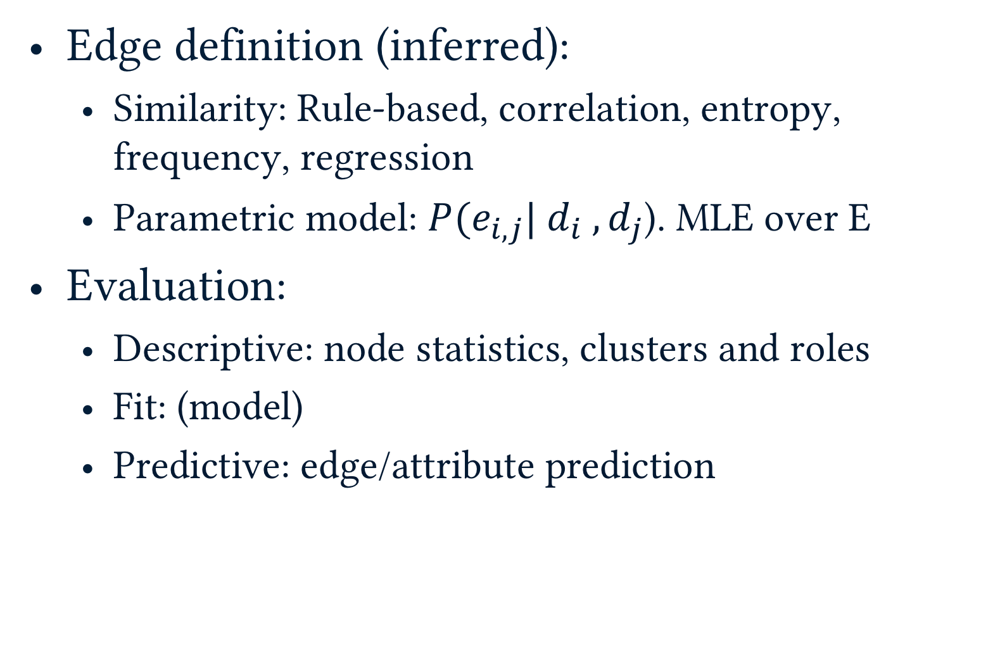 • Edge definition (inferred):
• Similarity: Rule-based, correlation, entropy,
frequency, regression
• Parametric model: $P(e_{i,j} | d_i , d_j)$. MLE over E
• Evaluation:
• Descriptive: node statistics, clusters and roles
• Fit: (model)
• Predictive: edge/attribute prediction